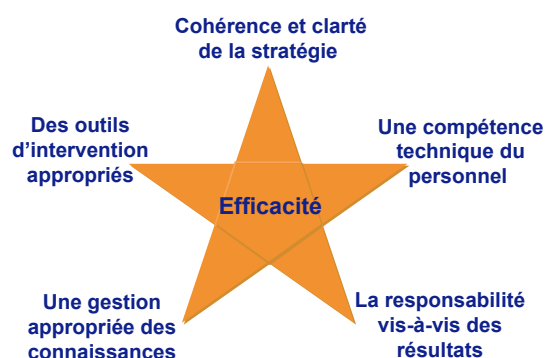 Cohérence et clarté
de la stratégie
Des outils
d'intervention
appropriés
Une compétence
technique du
personnel
Efficacité
Une gestion
appropriée des
connaissances
La responsabilité
vis-à-vis des
résultats